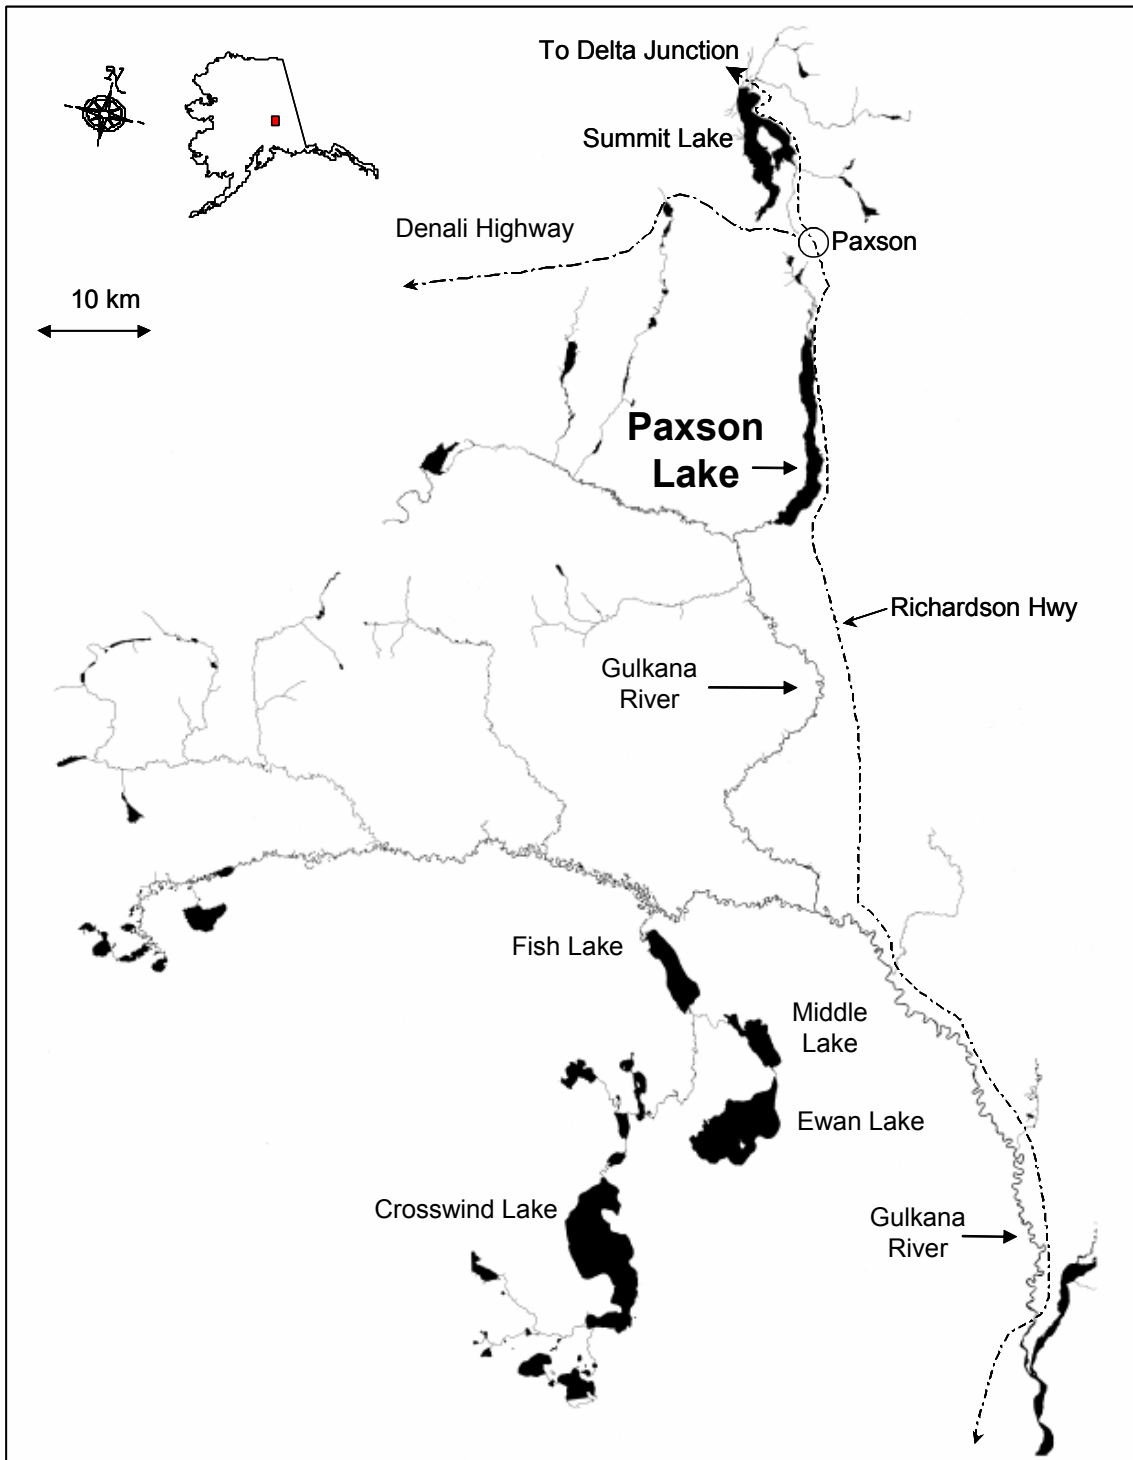 To Delta Junction
N
Summit Lake
Denali Highway
Paxson
10 km
Paxson
Lake
Richardson Hwy
Gulkana
River
Fish Lake
Middle
Lake
Ewan Lake
Crosswind Lake
Gulkana
River